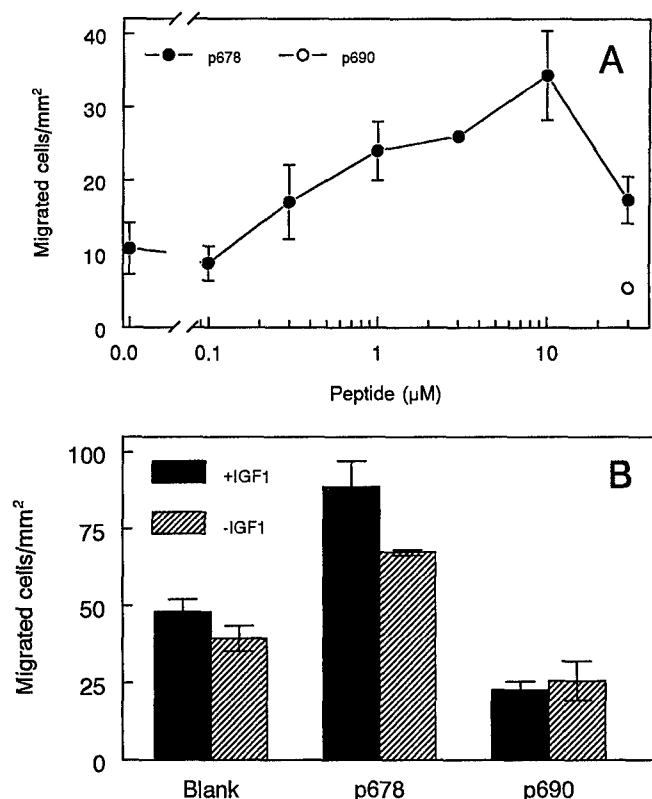 40
p678
p690
A
30
Migrated cells/mm²
20
10
0
0.0
0.1
1
10
Peptide (µM)
100
+IGF1
B
75
-IGF1
Migrated cells/mm²
50
25
0
Blank
p678
p690